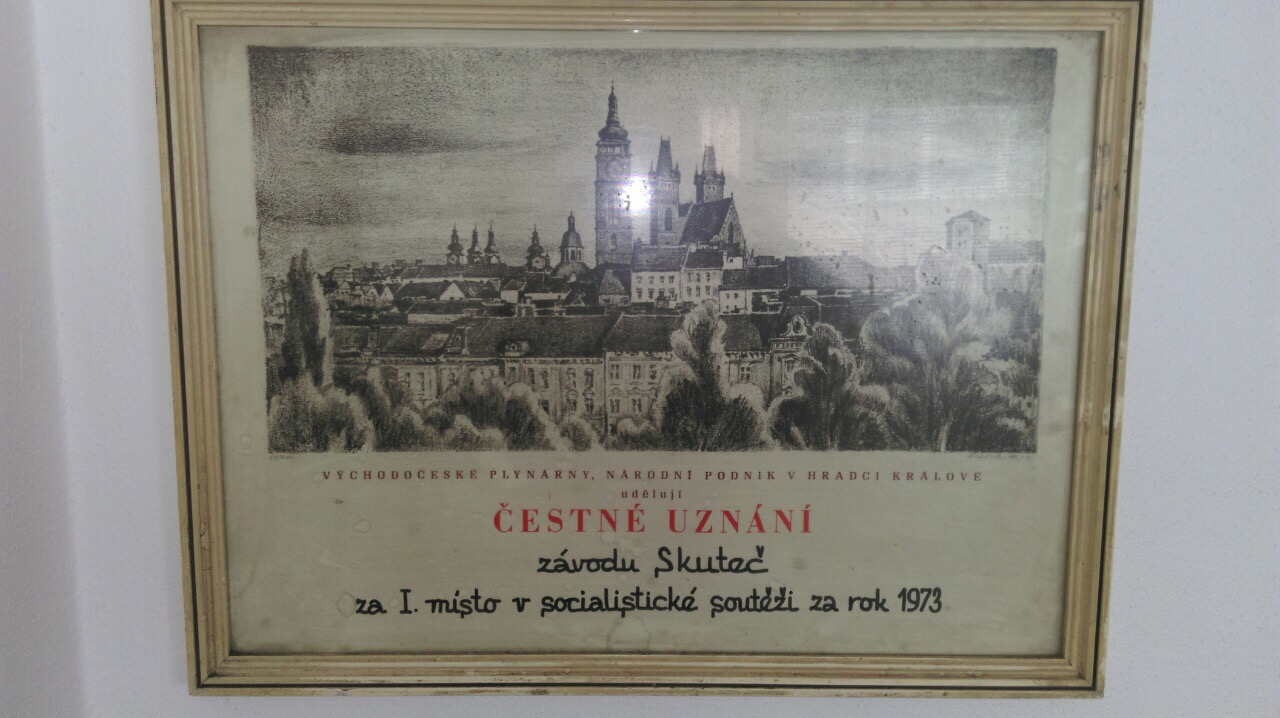 VÝCHODOČESKÉ PLYNÁRNY, NÁRODNÍ PODNIK V HRADCI KRÁLOVÉ
udělují
ČESTNÉ UZNÁNÍ
závodu Skuteč
za I. místo v socialistické soutěži za rok 1973